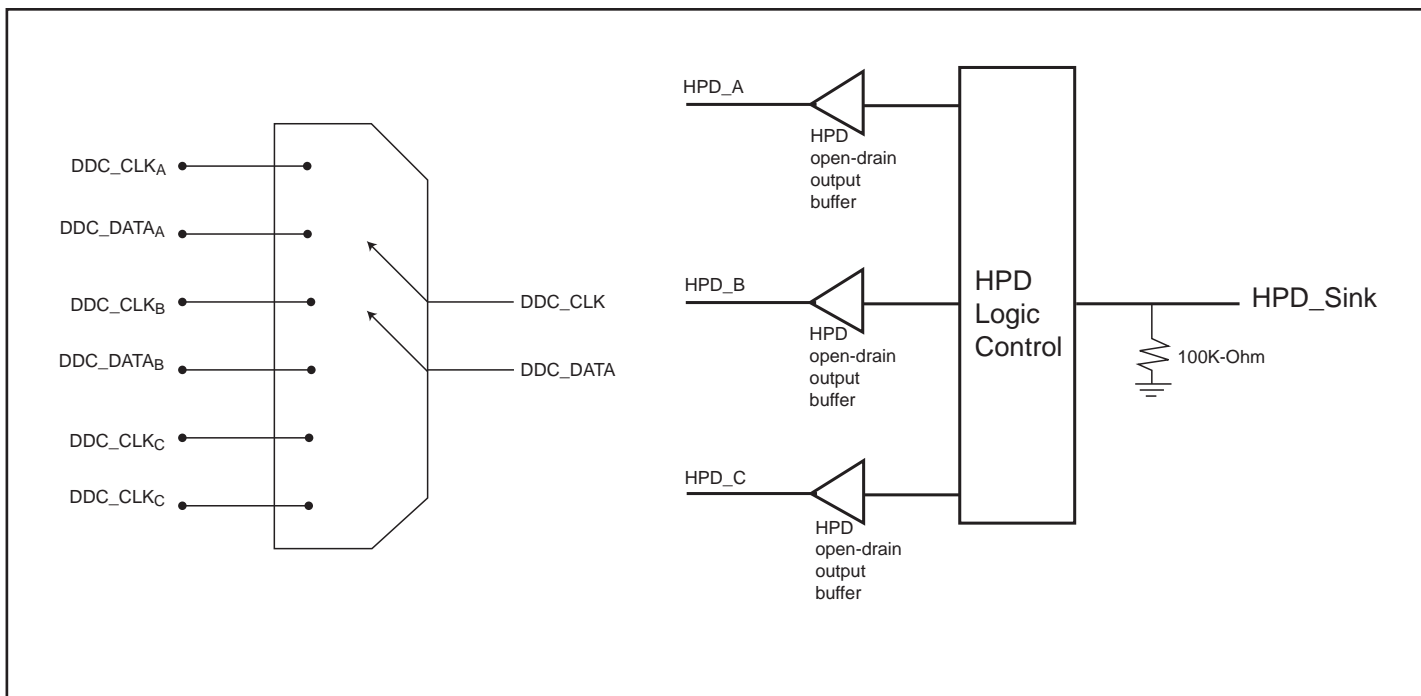 DDC_CLKA
DDC_DATAA
DDC_CLKB
DDC_DATAB
DDC_CLKC
DDC_CLKC
DDC_CLK
DDC_DATA
HPD_A
HPD
open-drain
output
buffer
HPD_B
HPD
open-drain
output
buffer
HPD_C
HPD
open-drain
output
buffer
HPD
Logic
Control
HPD_Sink
100K-Ohm